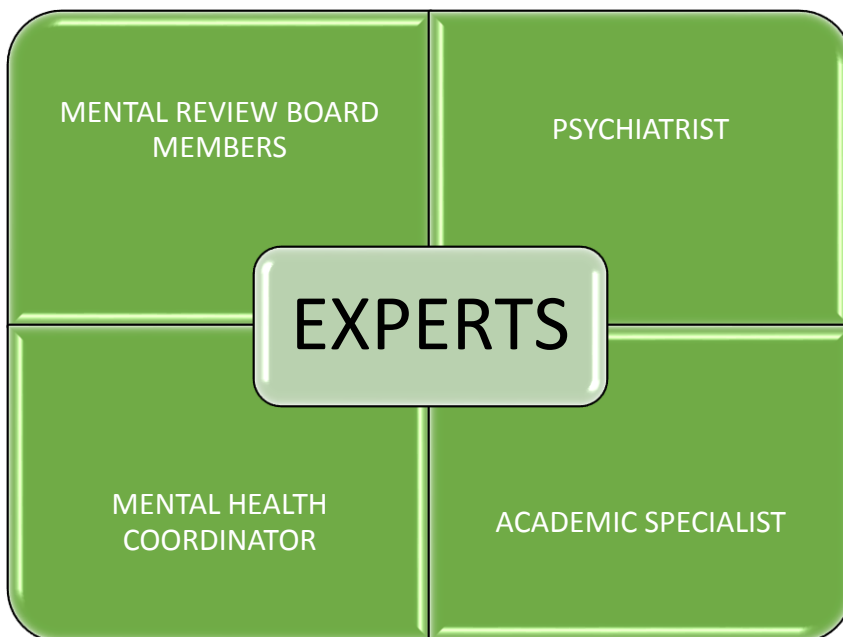 MENTAL REVIEW BOARD
MEMBERS
PSYCHIATRIST
EXPERTS
MENTAL HEALTH
COORDINATOR
ACADEMIC SPECIALIST